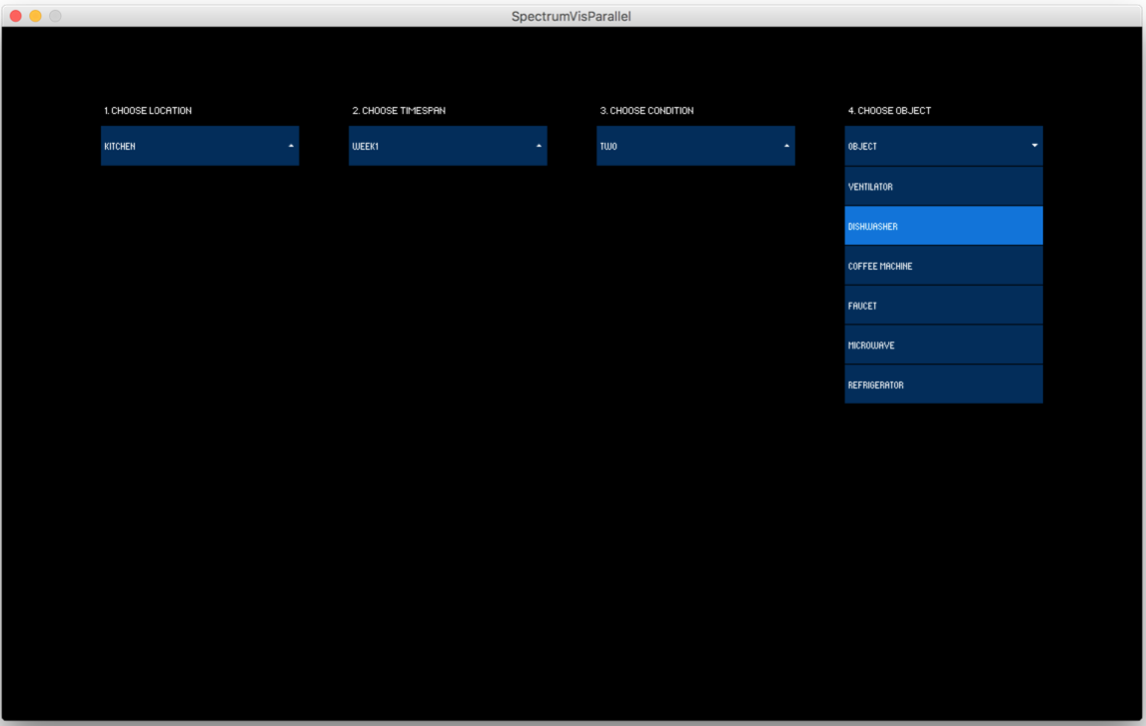 SpectrumVisParallel
1. CHOOSE LOCATION
2. CHOOSE TIMESPAN
3. CHOOSE CONDITION
4. CHOOSE OBJECT
KITCHEN
WEEK1
TWO
OBJECT
VENTILATOR
DISHWASHER
COFFEE MACHINE
FAUCET
MICROWAVE
REFRIGERATOR